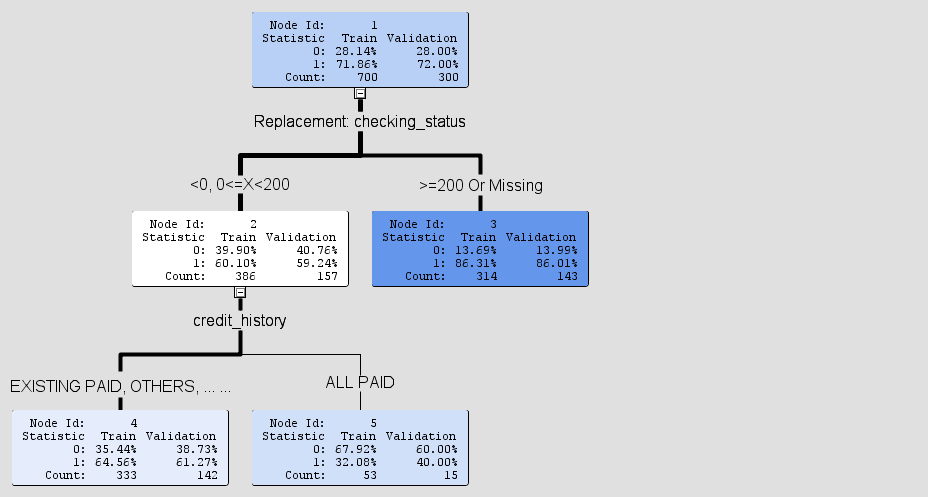 Node Id: 1
Statistic Train Validation
0: 28.14% 28.00%
1: 71.86% 72.00%
Count: 700 300
Replacement: checking_status
<0, 0<=X<200
>=200 Or Missing
Node Id: 2
Statistic Train Validation
0: 39.90% 40.76%
1: 60.10% 59.24%
Count: 386 157
Node Id: 3
Statistic Train Validation
0: 13.69% 13.99%
1: 86.31% 86.01%
Count: 314 143
credit_history
EXISTING PAID, OTHERS, ... ...
ALL PAID
Node Id: 4
Statistic Train Validation
0: 35.44% 38.73%
1: 64.56% 61.27%
Count: 333 142
Node Id: 5
Statistic Train Validation
0: 67.92% 60.00%
1: 32.08% 40.00%
Count: 53 15